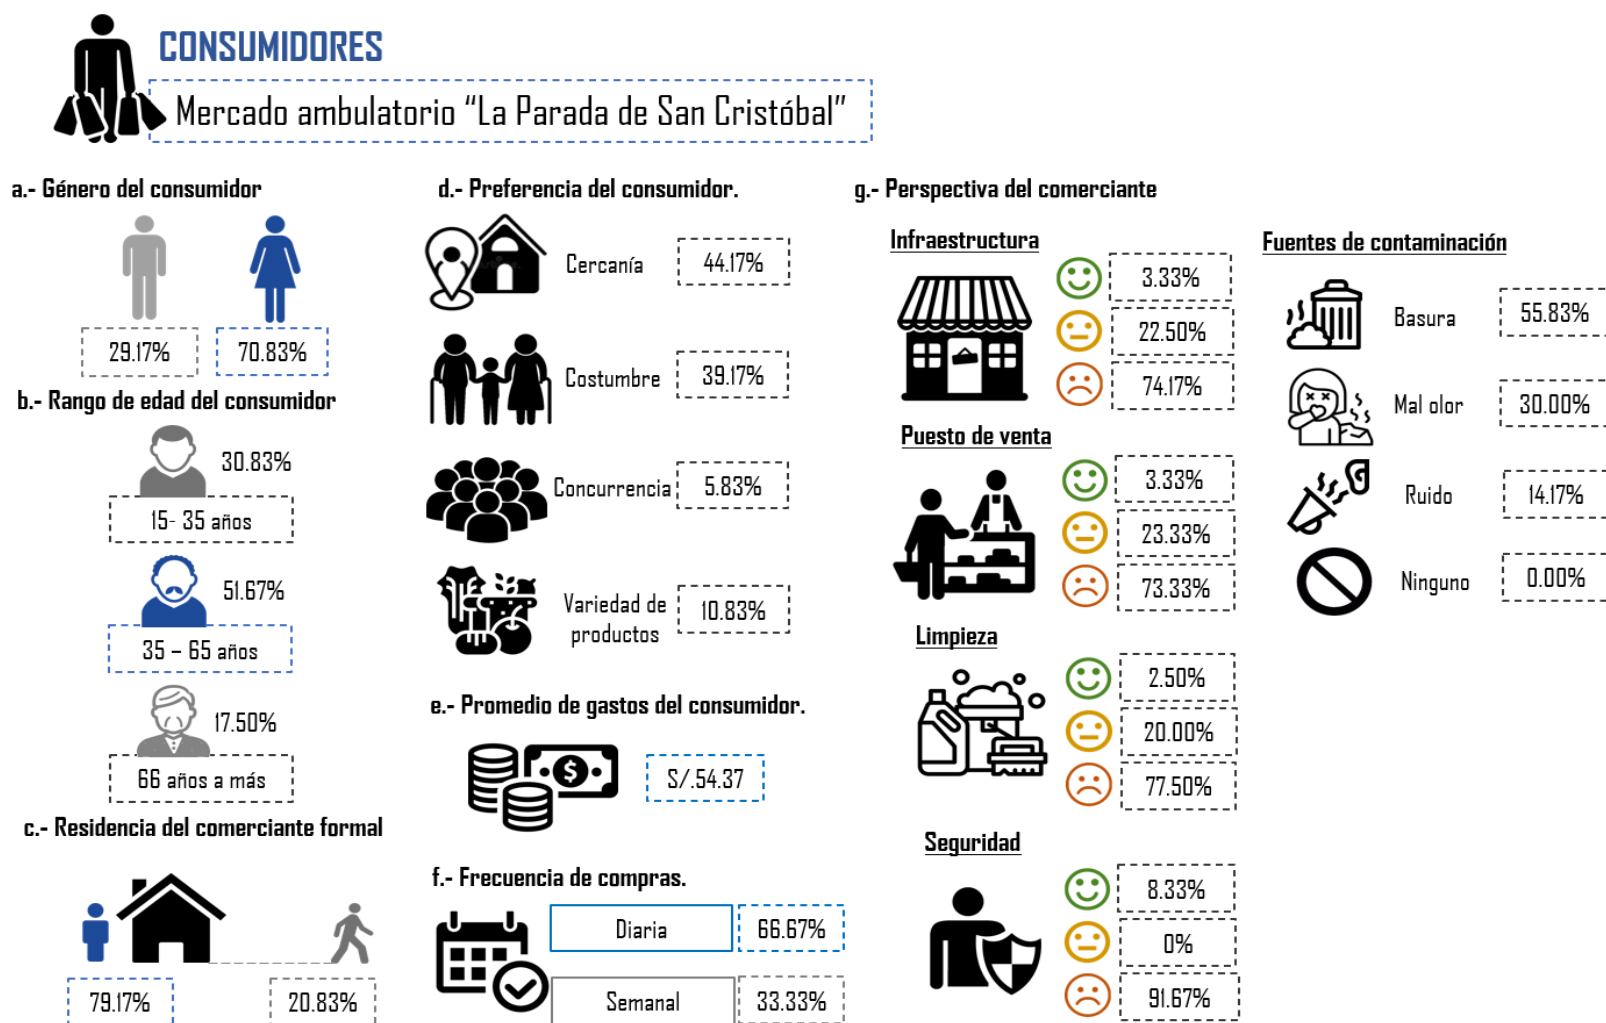 CONSUMIDORES
Mercado ambulatorio “La Parada de San Cristóbal”
a.- Género del consumidor
29.17%
70.83%
b.- Rango de edad del consumidor
30.83%
15- 35 años
51.67%
35 – 65 años
17.50%
66 años a más
c.- Residencia del comerciante formal
79.17%
20.83%
d.- Preferencia del consumidor.
Cercanía
44.17%
Costumbre
39.17%
Concurrencia
5.83%
Variedad de
productos
10.83%
e.- Promedio de gastos del consumidor.
S/.54.37
f.- Frecuencia de compras.
Diaria
66.67%
Semanal
33.33%
g.- Perspectiva del comerciante
Infraestructura
3.33%
22.50%
74.17%
Puesto de venta
3.33%
23.33%
73.33%
Limpieza
2.50%
20.00%
77.50%
Seguridad
8.33%
0%
91.67%
Fuentes de contaminación
Basura
55.83%
Mal olor
30.00%
Ruido
14.17%
Ninguno
0.00%